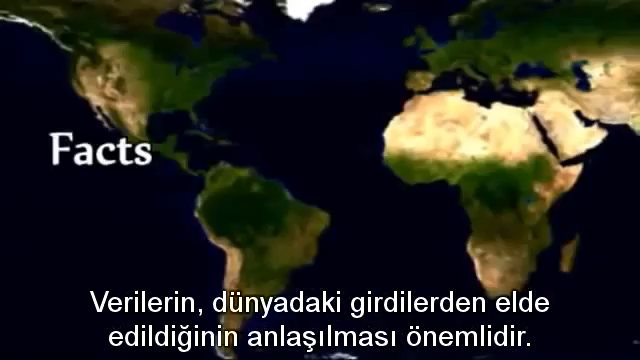 Facts
Verilerin, dünyadaki girdilerden elde
edildiğinin anlaşılması önemlidir.